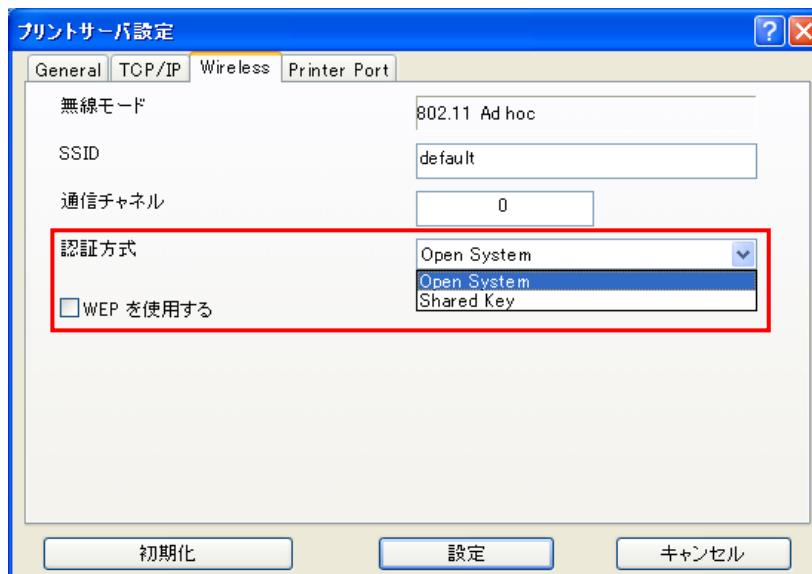 プリントサーバ設定
General TCP/IP Wireless Printer Port
無線モード 802.11 Ad hoc
SSID default
通信チャネル 0
認証方式 Open System
Open System
Shared Key
WEP を使用する
初期化 設定 キャンセル